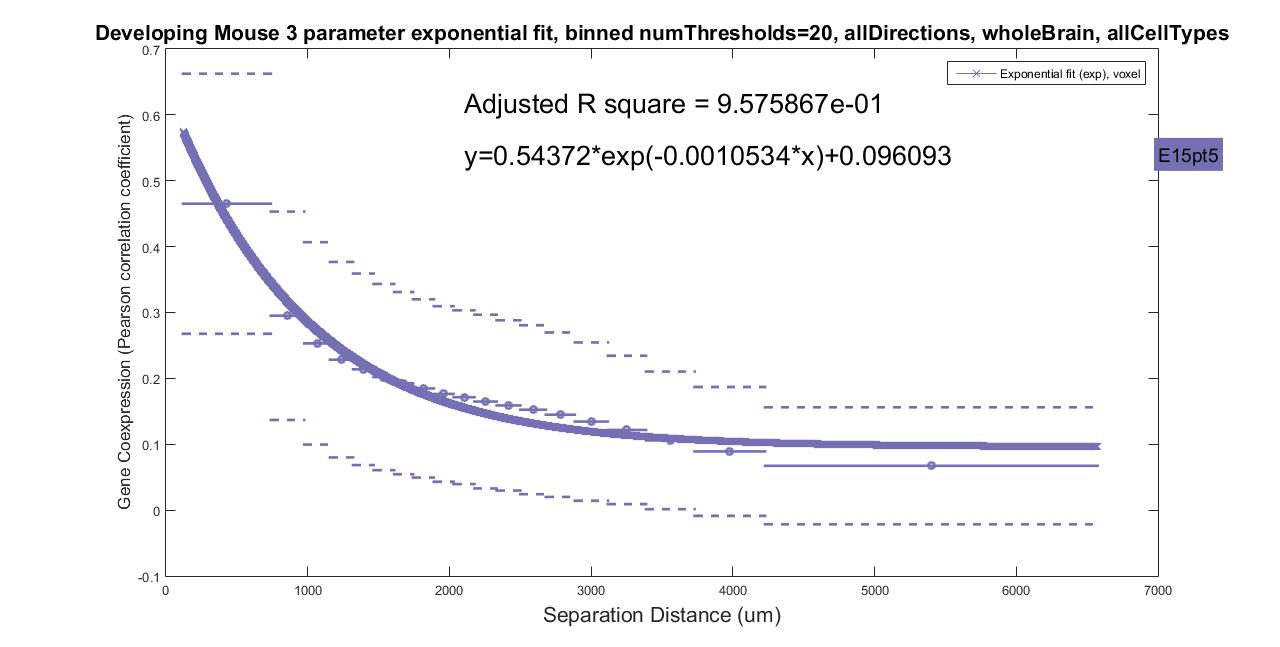 Developing Mouse 3 parameter exponential fit, binned numThresholds=20, allDirections, wholeBrain, allCellTypes
0.7
Exponential fit (exp), voxel
Adjusted R square = 9.575867e-01
0.6
y=0.54372*exp(-0.0010534*x)+0.096093
E15pt5
0.5
0.4
0.3
0.2
0.1
0
-0.1
Gene Coexpression (Pearson correlation coefficient)
0 1000 2000 3000 4000 5000 6000 7000
Separation Distance (um)